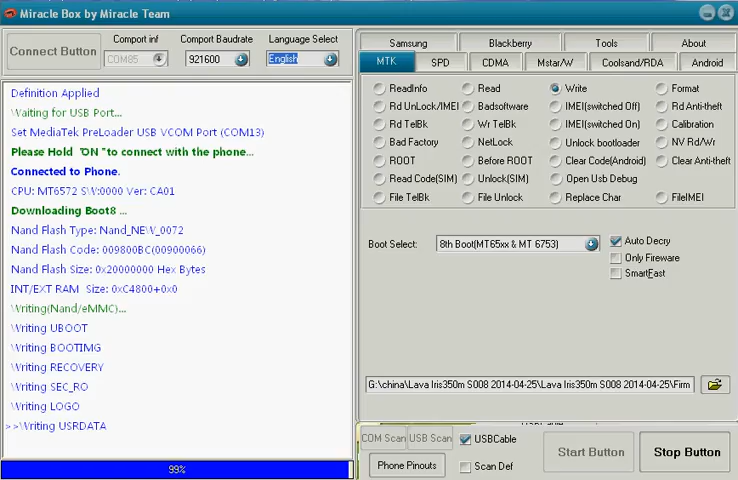 Miracle Box by Miracle Team
Connect Button
Comport inf
COM85
Comport Baudrate
921600
Language Select
English
Definition Applied
Waiting for USB Port...
Set MediaTek PreLoader USB VCOM Port (COM13)
Please Hold "ON "to connect with the phone...
Connected to Phone.
CPU: MT6572 S\W:0000 Ver: CA01
Downloading Boot8 ...
Nand Flash Type: Nand_NEW_0072
Nand Flash Code: 009800BC(00900066)
Nand Flash Size: 0x20000000 Hex Bytes
INT/EXT RAM Size: 0xC4800+0x0
Writing(Nand/eMMC)...
Writing UBOOT
Writing BOOTIMG
Writing RECOVERY
Writing SEC_RO
Writing LOGO
>>Writing USRDATA
99%
Samsung Blackberry Tools About
MTK SPD CDMA Mstar/W Coolsand/RDA Android
ReadInfo Read Write Format
Rd UnLock/IMEI Badsoftware IMEI(switched Off) Rd Anti-theft
Rd TelBk Wr TelBk IMEI(switched On) Calibration
Bad Factory NetLock Unlock bootloader NV Rd/Wr
ROOT Before ROOT Clear Code(Android) Clear Anti-theft
Read Code(SIM) Unlock(SIM) Open Usb Debug
File TelBk File Unlock Replace Char FileIMEI
Boot Select: 8th Boot(MT65xx & MT 6753)
Auto Decry
Only Fireware
SmartEast
G:\china\Lava Iris350m S008 2014-04-25\Lava Iris350m S008 2014-04-25\Firm
COM Scan USB Scan USBCable
Phone Pinouts Scan Def
Start Button Stop Button